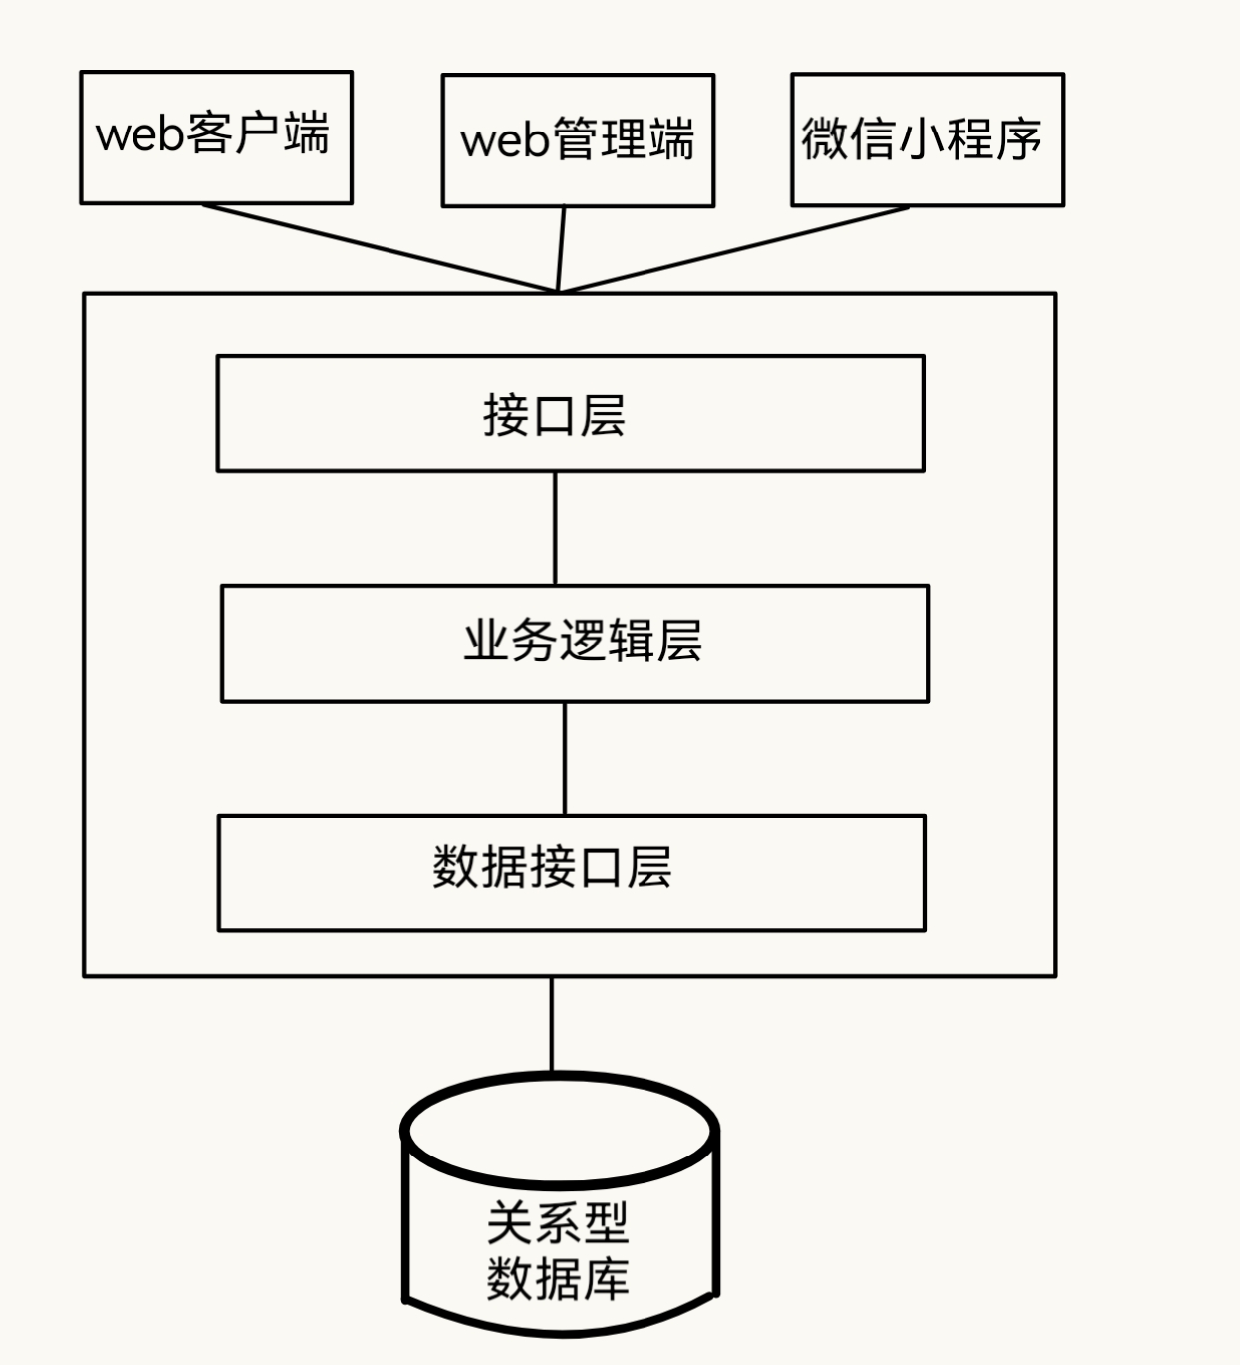 web客户端
web管理端
微信小程序
接口层
业务逻辑层
数据接口层
关系型
数据库